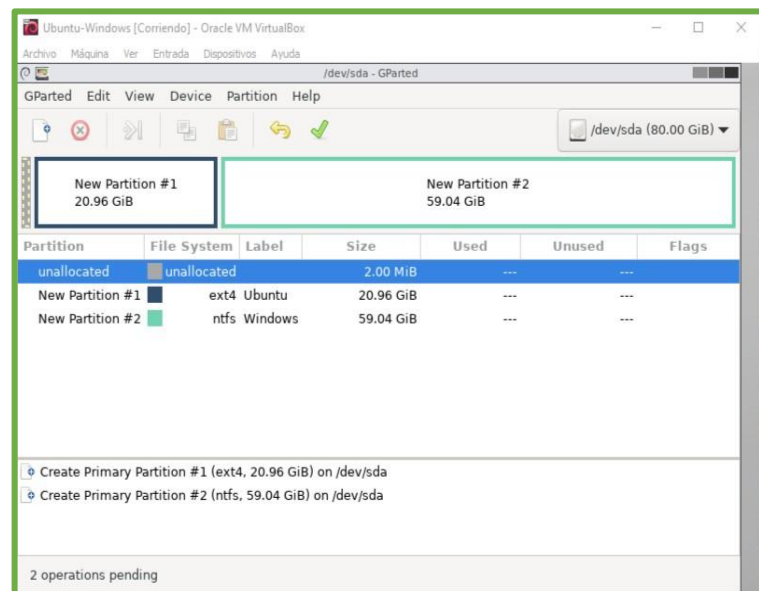 Ubuntu-Windows [Corriendo] - Oracle VM VirtualBox
Archivo Máquina Ver Entrada Dispositivos Ayuda
/dev/sda - GParted
GParted Edit View Device Partition Help
/dev/sda (80.00 GiB)
New Partition #1 New Partition #2
20.96 GiB 59.04 GiB
Partition File System Label Size Used Unused Flags
unallocated unallocated 2.00 MiB --- ---
New Partition #1 ext4 Ubuntu 20.96 GiB --- ---
New Partition #2 ntfs Windows 59.04 GiB --- ---
Create Primary Partition #1 (ext4, 20.96 GiB) on /dev/sda
Create Primary Partition #2 (ntfs, 59.04 GiB) on /dev/sda
2 operations pending